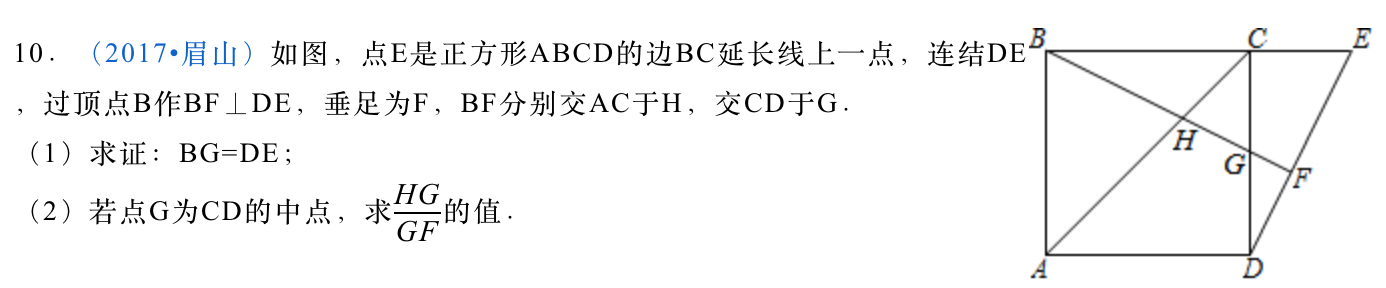 10. （2017•眉山）如图，点E是正方形ABCD的边BC延长线上一点，连结DE
，过顶点B作BF⊥DE，垂足为F，BF分别交AC于H，交CD于G.
（1）求证：BG=DE；
（2）若点G为CD的中点，求HG/GF的值.
B C E
H
G F
A D